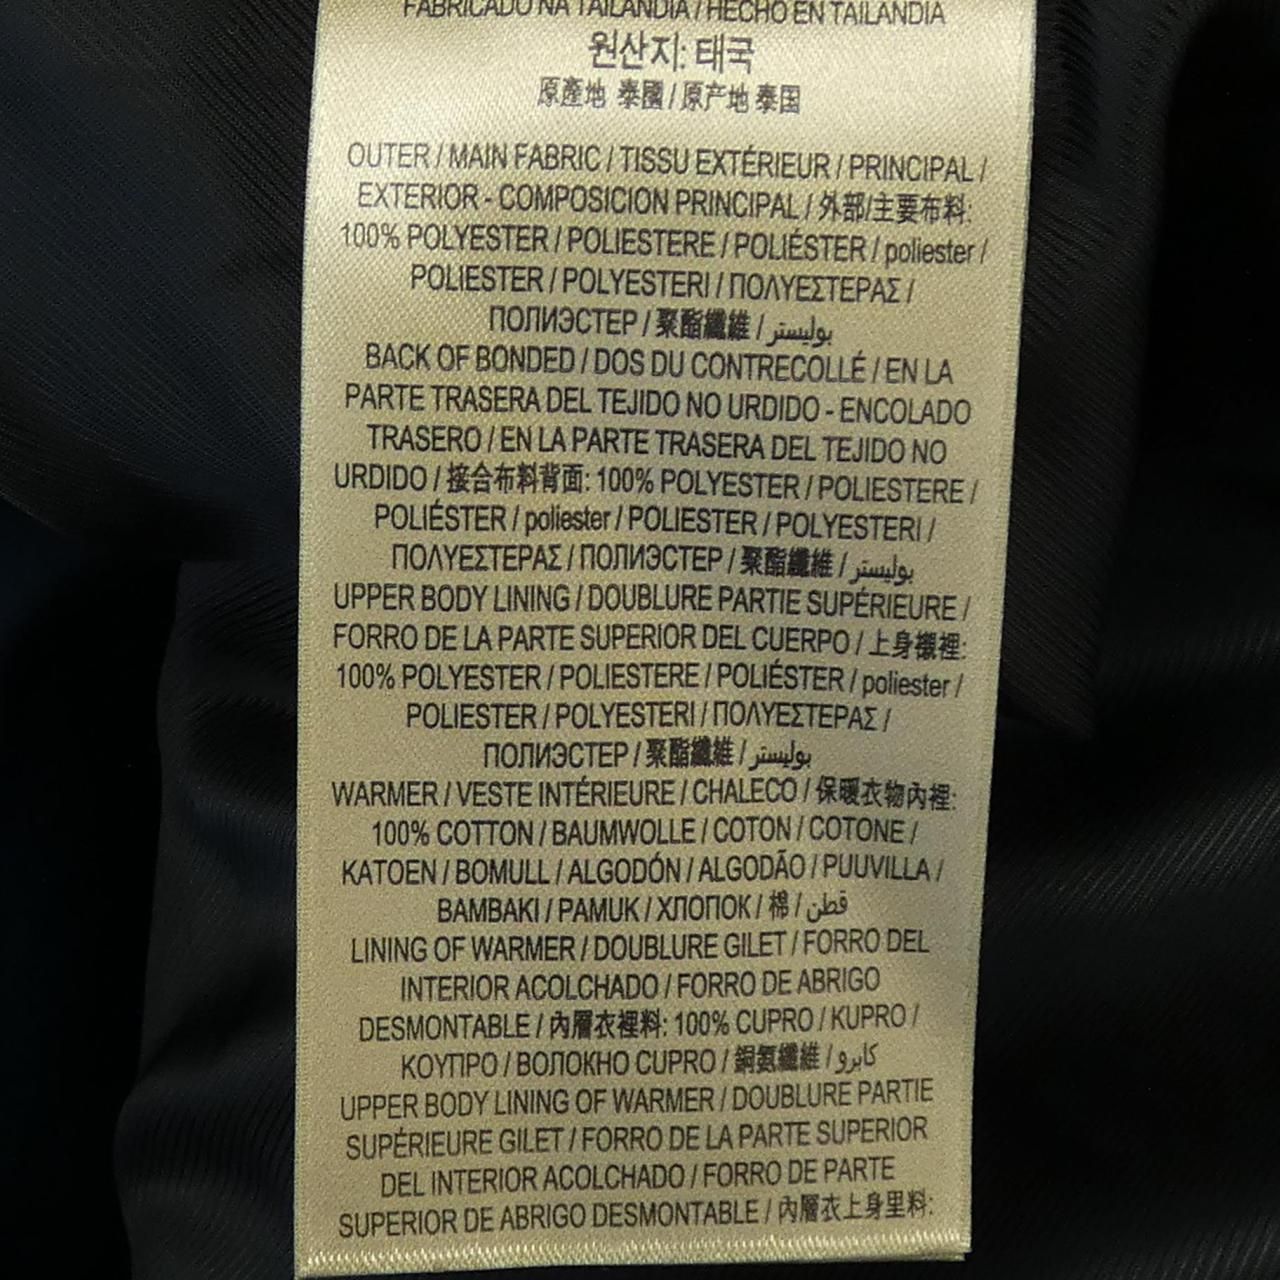 FABRICADO NA TAILÂNDIA / HECHO EN TAILANDIA
원산지: 태국
原產地 泰國 / 原产地 泰国
OUTER / MAIN FABRIC / TISSU EXTÉRIEUR / PRINCIPAL /
EXTERIOR - COMPOSICION PRINCIPAL / 外部/主要布料:
100% POLYESTER / POLIESTERE / POLIÉSTER / poliester /
POLIESTER / POLYESTERI / ΠΟΛΥΕΣΤΕΡΑΣ /
ПОЛИЭСТЕР / 聚酯纖維 / بوليستر
BACK OF BONDED / DOS DU CONTRECOLLÉ / EN LA
PARTE TRASERA DEL TEJIDO NO URDIDO - ENCOLADO
TRASERO / EN LA PARTE TRASERA DEL TEJIDO NO
URDIDO / 接合布料背面: 100% POLYESTER / POLIESTERE /
POLIÉSTER / poliester / POLIESTER / POLYESTERI /
ΠΟΛΥΕΣΤΕΡΑΣ / ПОЛИЭСТЕР / 聚酯纖維 / بوليستر
UPPER BODY LINING / DOUBLURE PARTIE SUPÉRIEURE /
FORRO DE LA PARTE SUPERIOR DEL CUERPO / 上身襯裡:
100% POLYESTER / POLIESTERE / POLIÉSTER / poliester /
POLIESTER / POLYESTERI / ΠΟΛΥΕΣΤΕΡΑΣ /
ПОЛИЭСТЕР / 聚酯纖維 / بوليستر
WARMER / VESTE INTÉRIEURE / CHALECO / 保暖衣物內裡:
100% COTTON / BAUMWOLLE / COTON / COTONE /
KATOEN / BOMULL / ALGODÓN / ALGODÃO / PUUVILLA /
BAMBAKI / PAMUK / ХЛОПОК / 棉 / قطن
LINING OF WARMER / DOUBLURE GILET / FORRO DEL
INTERIOR ACOLCHADO / FORRO DE ABRIGO
DESMONTABLE / 內層衣裡料: 100% CUPRO / KUPRO /
ΚΟΥΠΡΟ / ВОЛОКНО CUPRO / 銅氨纖維 / كابرو
UPPER BODY LINING OF WARMER / DOUBLURE PARTIE
SUPÉRIEURE GILET / FORRO DE LA PARTE SUPERIOR
DEL INTERIOR ACOLCHADO / FORRO DE PARTE
SUPERIOR DE ABRIGO DESMONTABLE / 內層衣上身里料: